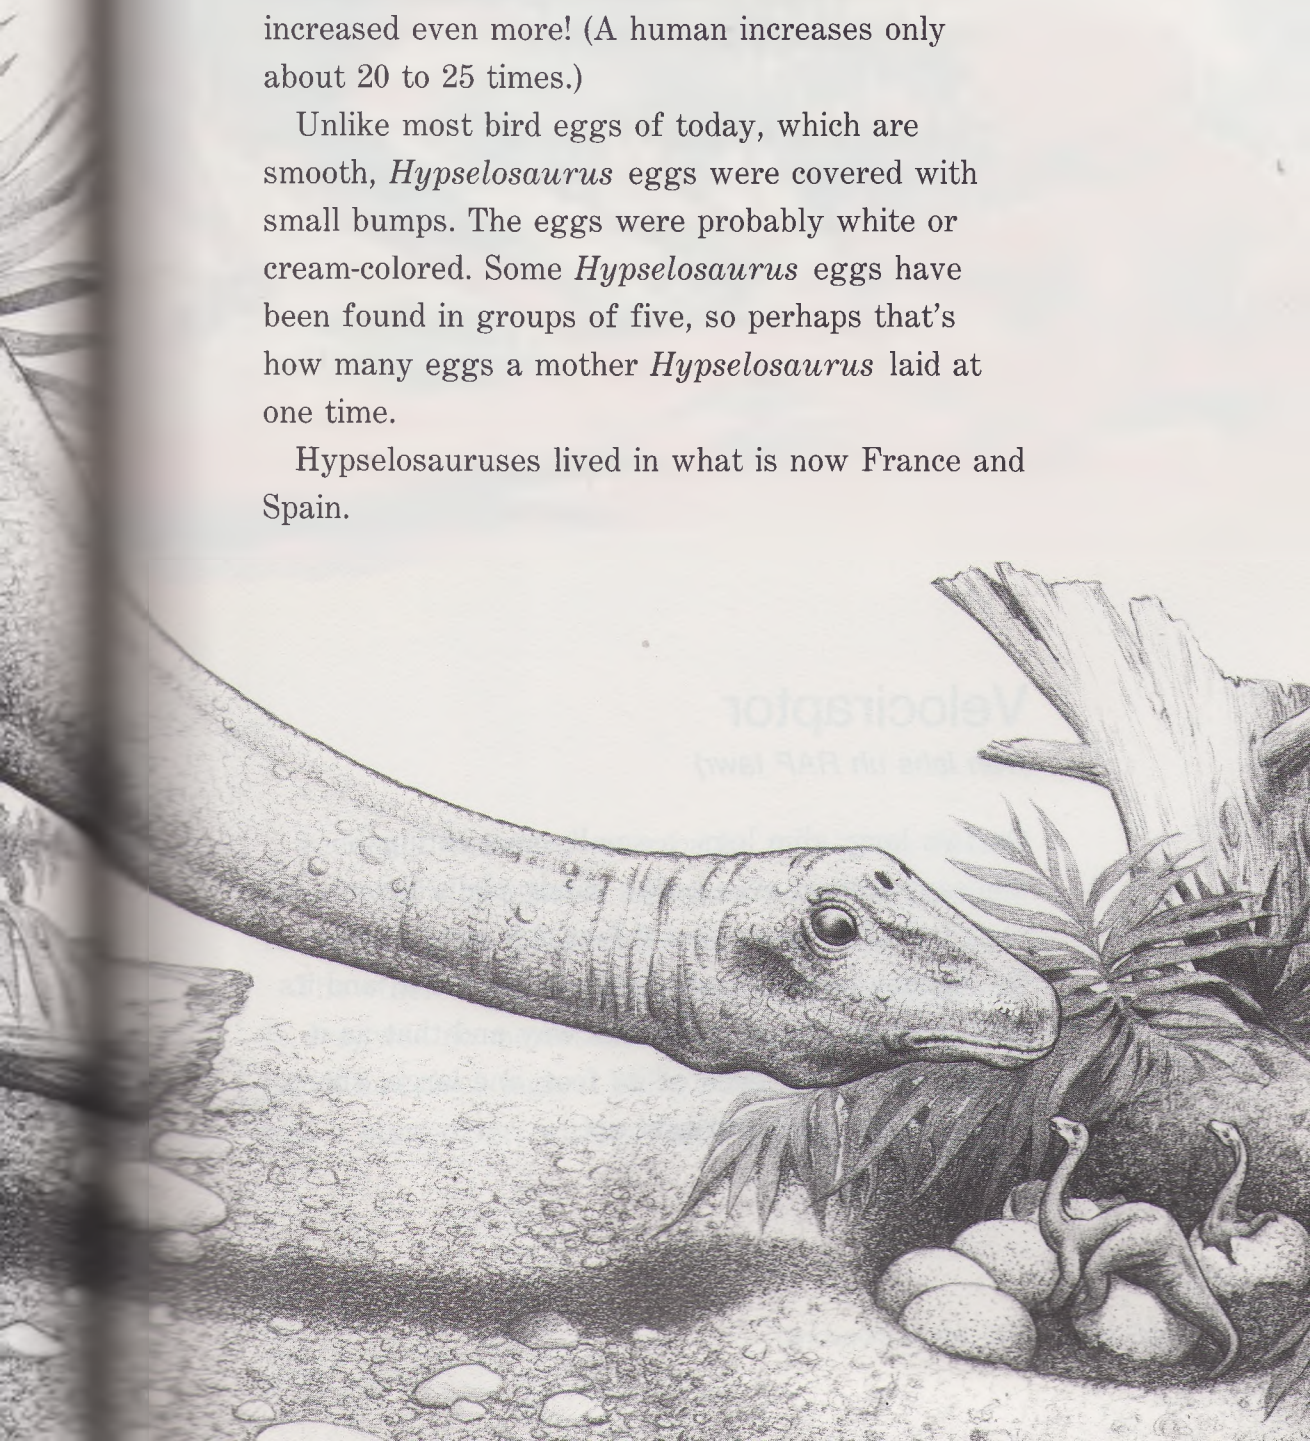 increased even more! (A human increases only
about 20 to 25 times.)
Unlike most bird eggs of today, which are
smooth, Hypselosaurus eggs were covered with
small bumps. The eggs were probably white or
cream-colored. Some Hypselosaurus eggs have
been found in groups of five, so perhaps that's
how many eggs a mother Hypselosaurus laid at
one time.
Hypselosauruses lived in what is now France and
Spain.
Velociraptor